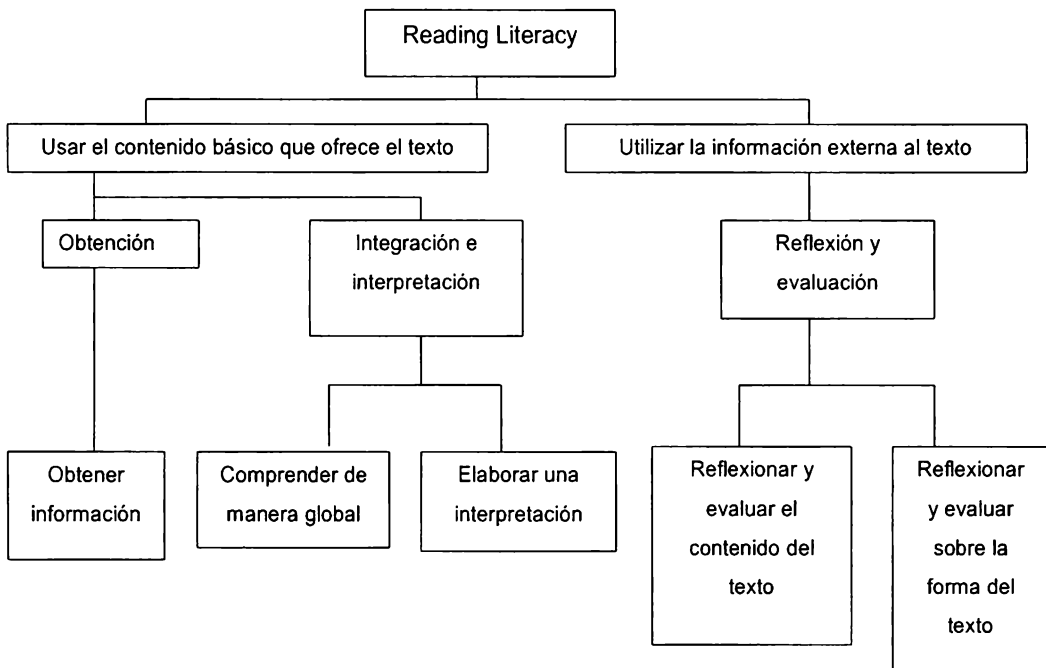 Reading Literacy
Usar el contenido básico que ofrece el texto
Utilizar la información externa al texto
Obtención
Integración e
interpretación
Reflexión y
evaluación
Obtener
información
Comprender de
manera global
Elaborar una
interpretación
Reflexionar y
evaluar el
contenido del
texto
Reflexionar
y evaluar
sobre la
forma del
texto